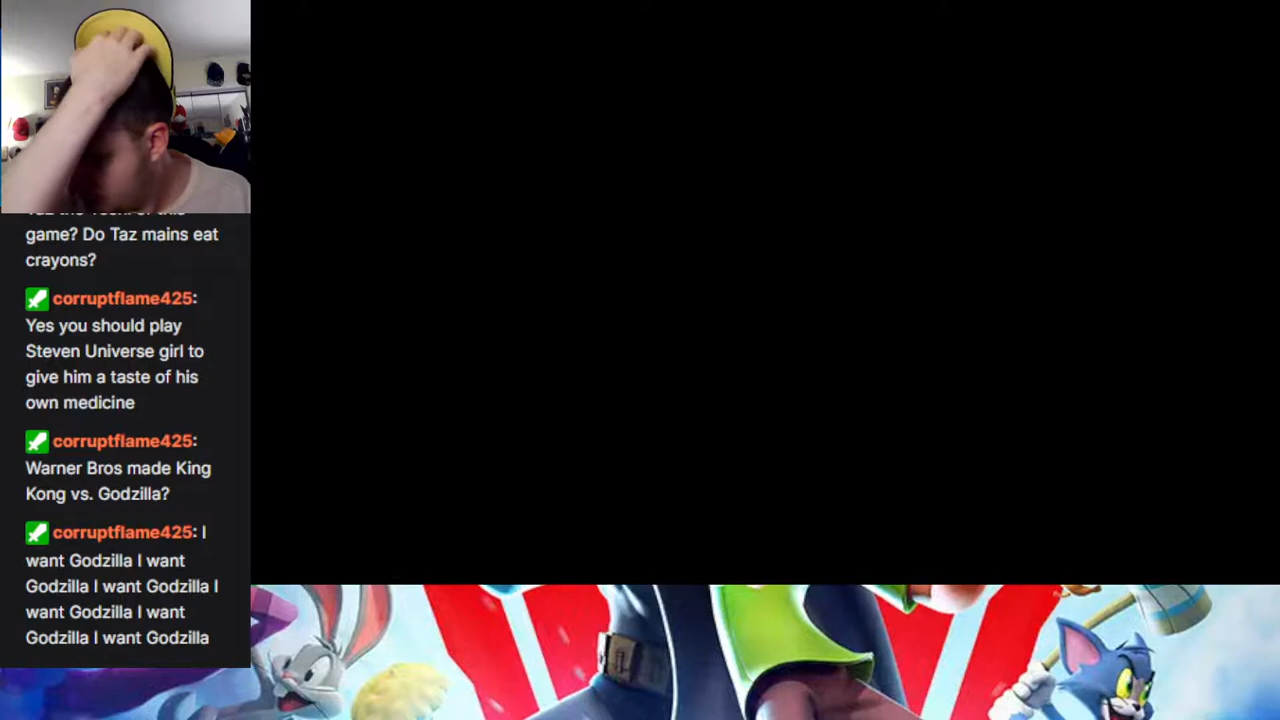 game? Do Taz mains eat
crayons?
corruptflame425:
Yes you should play
Steven Universe girl to
give him a taste of his
own medicine
corruptflame425:
Warner Bros made King
Kong vs. Godzilla?
corruptflame425: I
want Godzilla I want
Godzilla I want Godzilla I
want Godzilla I want
Godzilla I want Godzilla